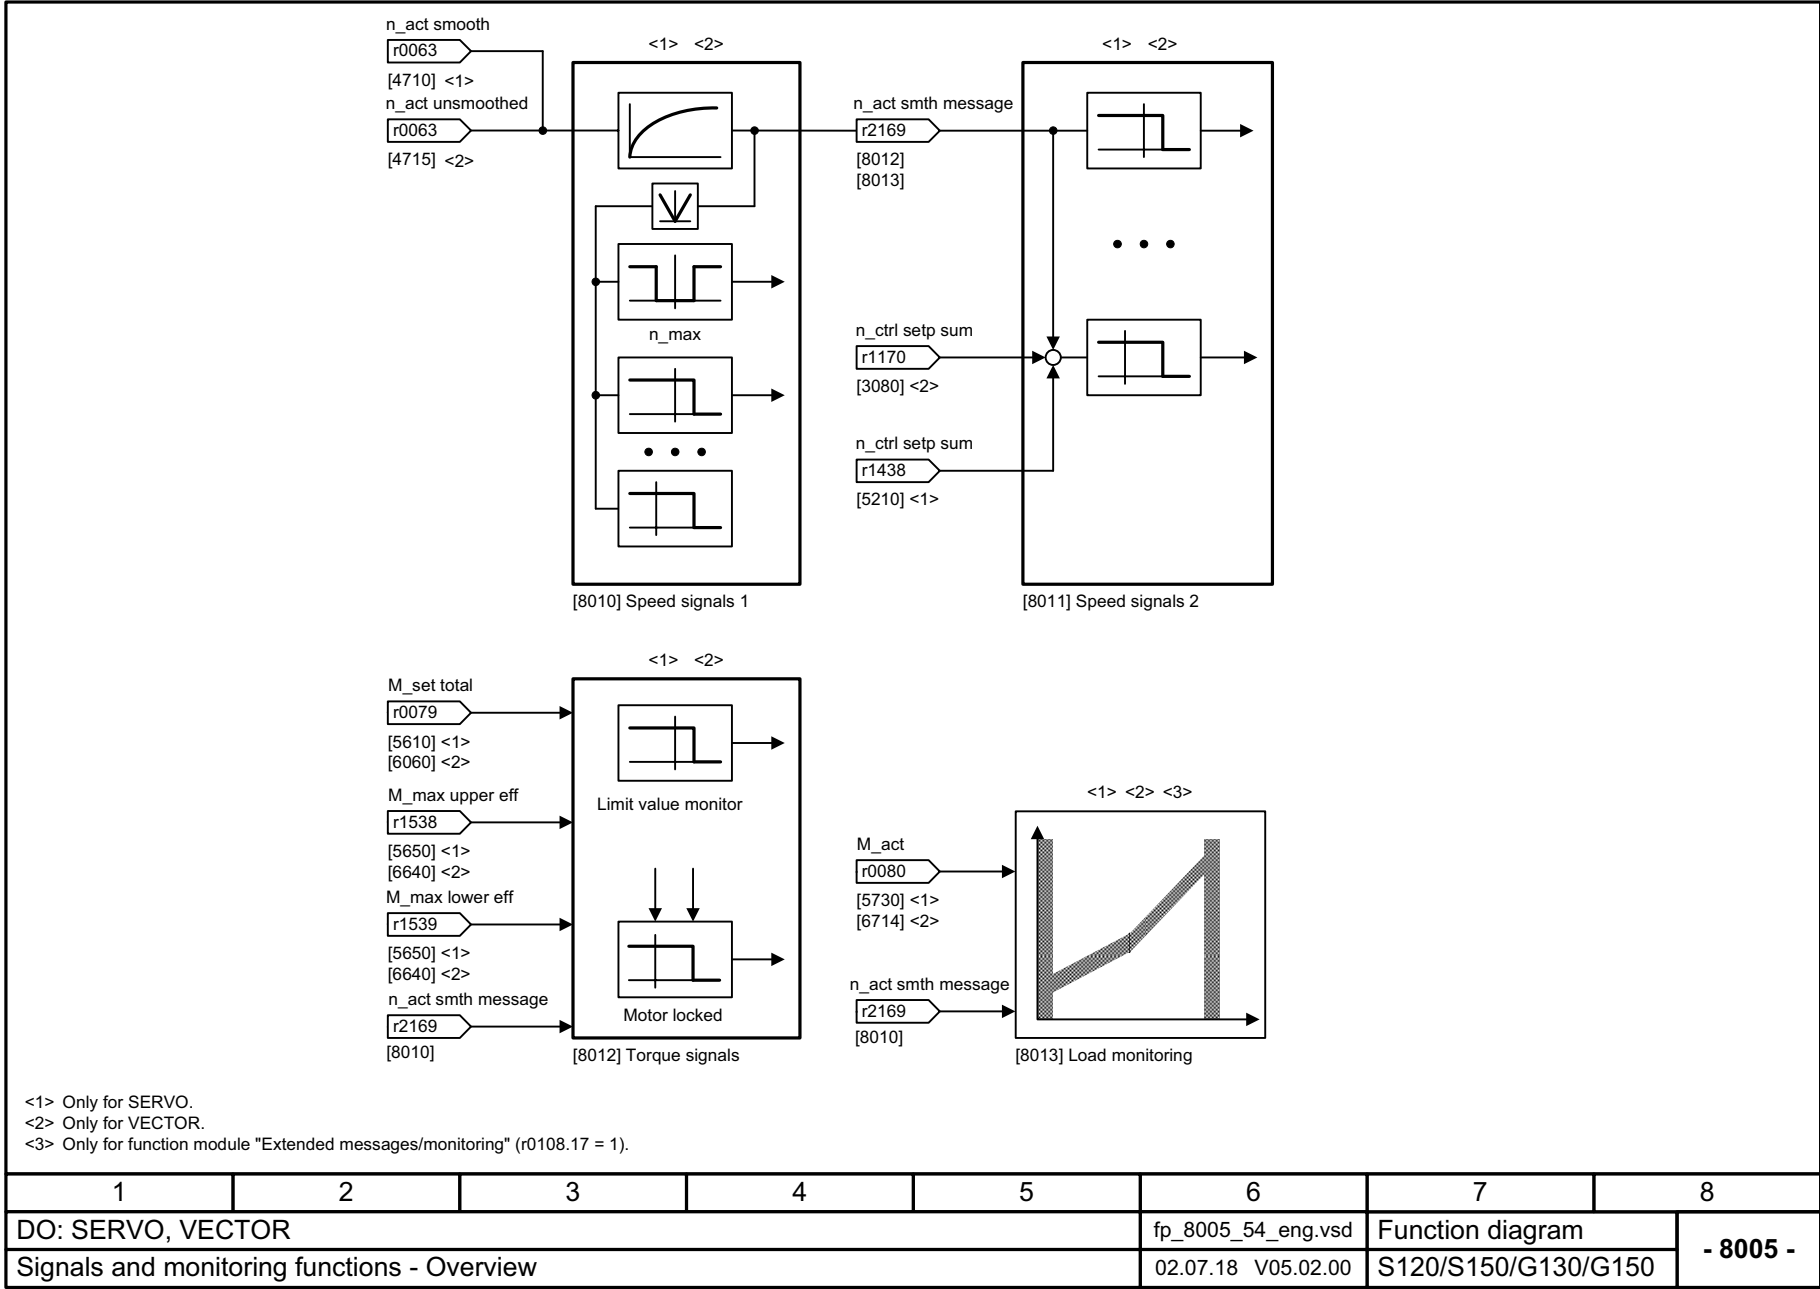 n_act smooth
r0063
[4710] <1>
n_act unsmoothed
r0063
[4715] <2>
<1> <2>
n_max
[8010] Speed signals 1
n_act smth message
r2169
[8012]
[8013]
n_ctrl setp sum
r1170
[3080] <2>
n_ctrl setp sum
r1438
[5210] <1>
<1> <2>
[8011] Speed signals 2
M_set total
r0079
[5610] <1>
[6060] <2>
M_max upper eff
r1538
[5650] <1>
[6640] <2>
M_max lower eff
r1539
[5650] <1>
[6640] <2>
n_act smth message
r2169
[8010]
<1> <2>
Limit value monitor
Motor locked
[8012] Torque signals
M_act
r0080
[5730] <1>
[6714] <2>
n_act smth message
r2169
[8010]
<1> <2> <3>
[8013] Load monitoring
<1> Only for SERVO.
<2> Only for VECTOR.
<3> Only for function module "Extended messages/monitoring" (r0108.17 = 1).
1 2 3 4 5 6 7 8
DO: SERVO, VECTOR
fp_8005_54_eng.vsd
Function diagram
- 8005 -
Signals and monitoring functions - Overview
02.07.18 V05.02.00
S120/S150/G130/G150